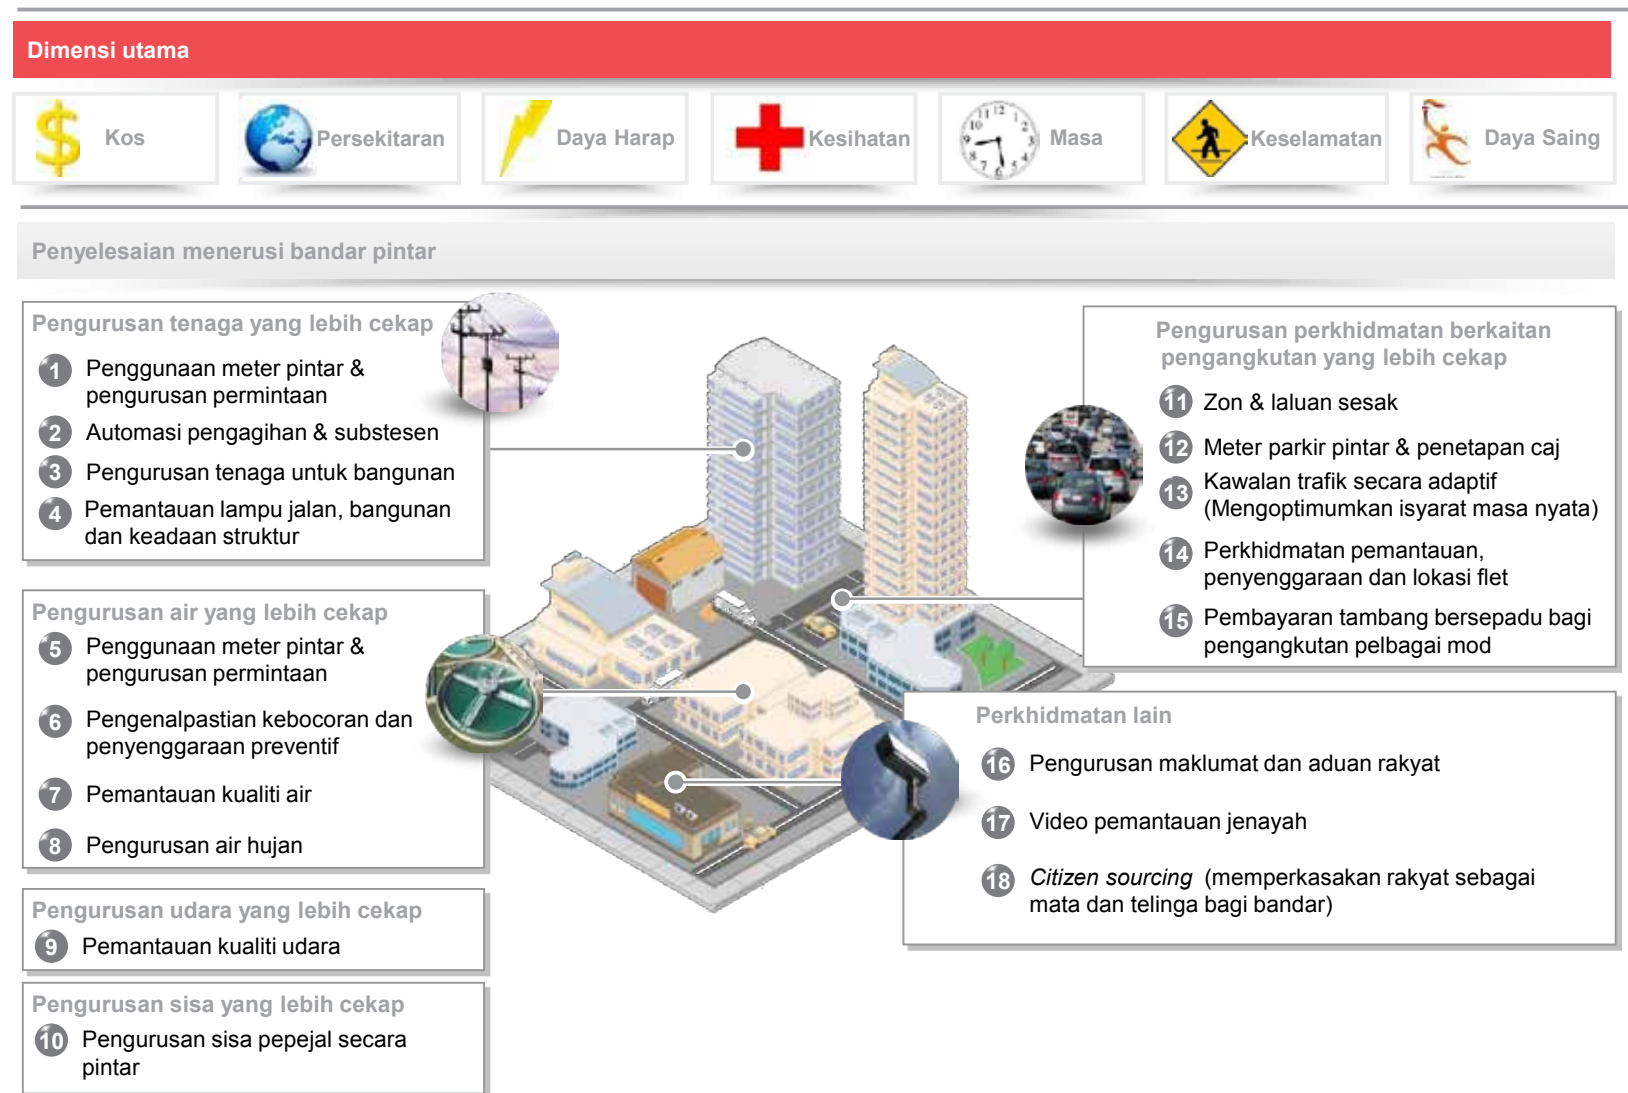 Dimensi utama
Kos
Persekitaran
Daya Harap
Kesihatan
Masa
Keselamatan
Daya Saing
Penyelesaian menerusi bandar pintar
Pengurusan tenaga yang lebih cekap
1 Penggunaan meter pintar &
pengurusan permintaan
2 Automasi pengagihan & substesen
3 Pengurusan tenaga untuk bangunan
4 Pemantauan lampu jalan, bangunan
dan keadaan struktur
Pengurusan air yang lebih cekap
5 Penggunaan meter pintar &
pengurusan permintaan
6 Pengenalpastian kebocoran dan
penyenggaraan preventif
7 Pemantauan kualiti air
8 Pengurusan air hujan
Pengurusan udara yang lebih cekap
9 Pemantauan kualiti udara
Pengurusan sisa yang lebih cekap
10 Pengurusan sisa pepejal secara
pintar
Pengurusan perkhidmatan berkaitan
pengangkutan yang lebih cekap
11 Zon & laluan sesak
12 Meter parkir pintar & penetapan caj
13 Kawalan trafik secara adaptif
(Mengoptimumkan isyarat masa nyata)
14 Perkhidmatan pemantauan,
penyenggaraan dan lokasi flet
15 Pembayaran tambang bersepadu bagi
pengangkutan pelbagai mod
Perkhidmatan lain
16 Pengurusan maklumat dan aduan rakyat
17 Video pemantauan jenayah
18 Citizen sourcing (memperkasakan rakyat sebagai
mata dan telinga bagi bandar)